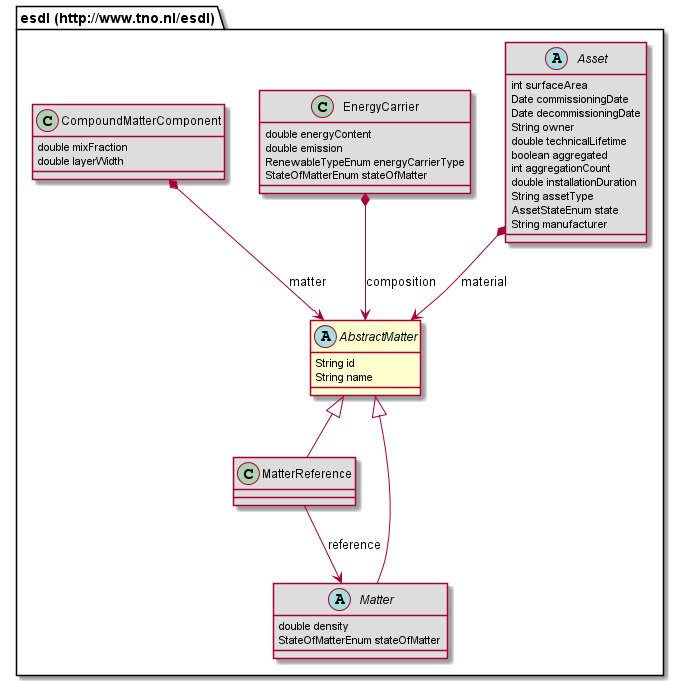 esdl (http://www.tno.nl/esdl)
A Asset
int surfaceArea
Date commissioningDate
Date decommissioningDate
String owner
double technicalLifetime
boolean aggregated
int aggregationCount
double installationDuration
String assetType
AssetStateEnum state
String manufacturer
C EnergyCarrier
double energyContent
double emission
RenewableTypeEnum energyCarrierType
StateOfMatterEnum stateOfMatter
C CompoundMatterComponent
double mixFraction
double layerWidth
matter
composition
material
A AbstractMatter
String id
String name
C MatterReference
reference
A Matter
double density
StateOfMatterEnum stateOfMatter